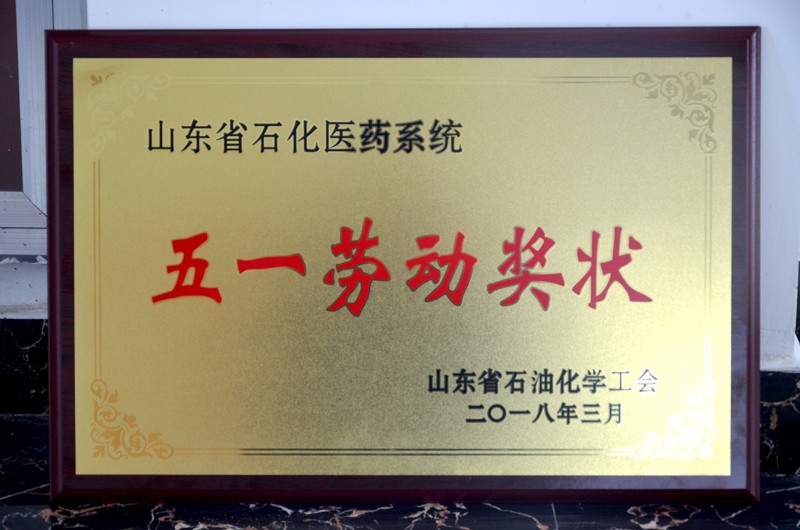 山东省石化医药系统
五一劳动奖状
山东省石油化学工会
二〇一八年三月